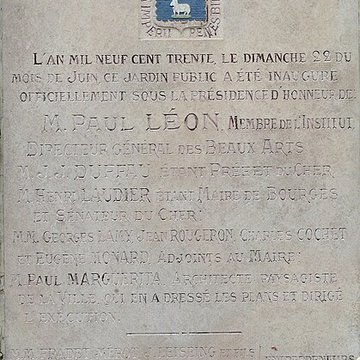 L'AN MIL NEUF CENT TRENTE, LE DIMANCHE 22 DU
MOIS DE JUIN, CE JARDIN PUBLIC A ÉTÉ INAUGURÉ
OFFICIELLEMENT SOUS LA PRÉSIDENCE D'HONNEUR DE:
M. PAUL LÉON, MEMBRE DE L'INSTITUT
DIRECTEUR GÉNÉRAL DES BEAUX ARTS
M. J.J. DUFFAU ÉTANT PRÉFET DU CHER
M. HENRI LAUDIER ÉTANT MAIRE DE BOURGES
ET SÉNATEUR DU CHER:
MM. GEORGES LAMY, JEAN ROUGERON, CHARLES COCHET
ET EUGÈNE MONARD, ADJOINTS AU MAIRE:
M. PAUL MARGUERITA, ARCHITECTE PAYSAGISTE
DE LA VILLE, QUI EN A DRESSÉ LES PLANS ET DIRIGÉ
L'EXÉCUTION
ENTREPRENEURS